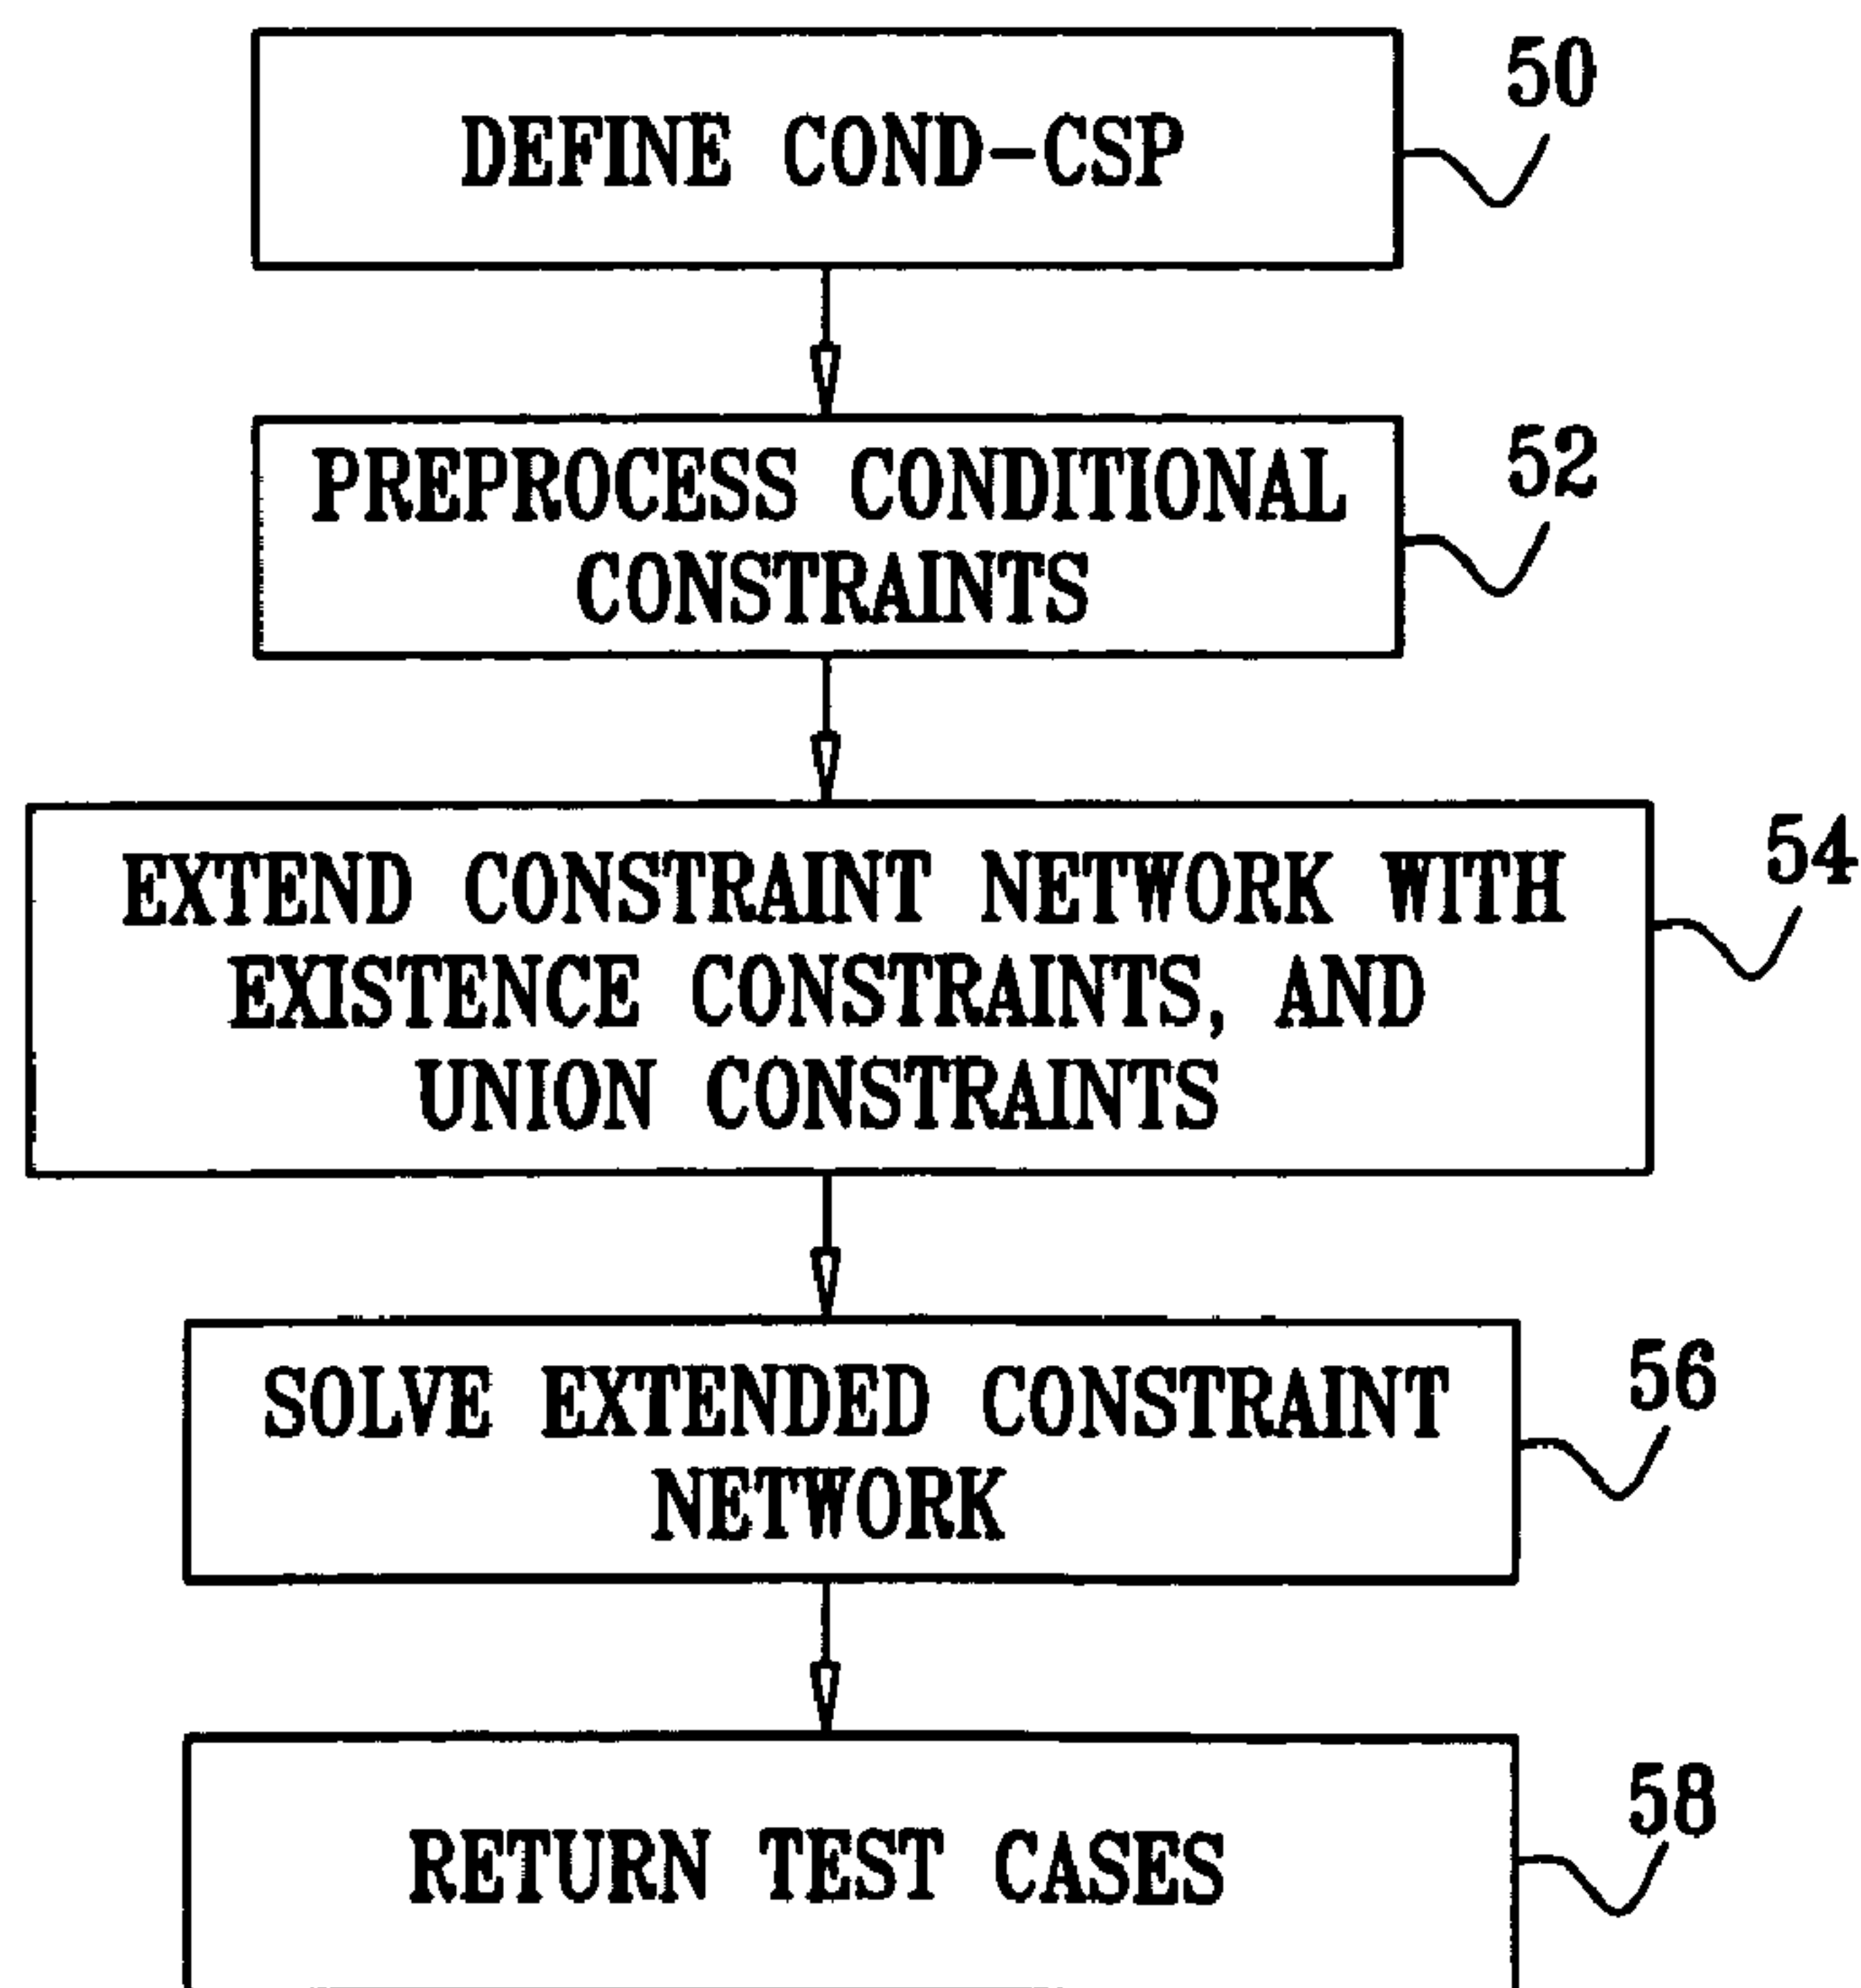 50
DEFINE COND-CSP
52
PREPROCESS CONDITIONAL
CONSTRAINTS
54
EXTEND CONSTRAINT NETWORK WITH
EXISTENCE CONSTRAINTS, AND
UNION CONSTRAINTS
56
SOLVE EXTENDED CONSTRAINT
NETWORK
58
RETURN TEST CASES